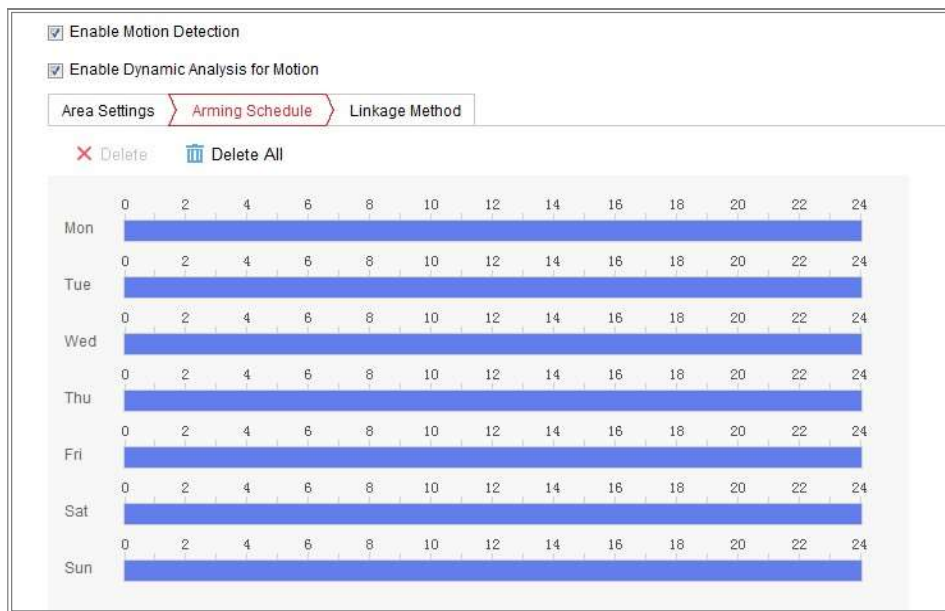 Enable Motion Detection
Enable Dynamic Analysis for Motion
Area Settings Arming Schedule Linkage Method
Delete Delete All
0 2 4 6 8 10 12 14 16 18 20 22 24
Mon
0 2 4 6 8 10 12 14 16 18 20 22 24
Tue
0 2 4 6 8 10 12 14 16 18 20 22 24
Wed
0 2 4 6 8 10 12 14 16 18 20 22 24
Thu
0 2 4 6 8 10 12 14 16 18 20 22 24
Fri
0 2 4 6 8 10 12 14 16 18 20 22 24
Sat
0 2 4 6 8 10 12 14 16 18 20 22 24
Sun